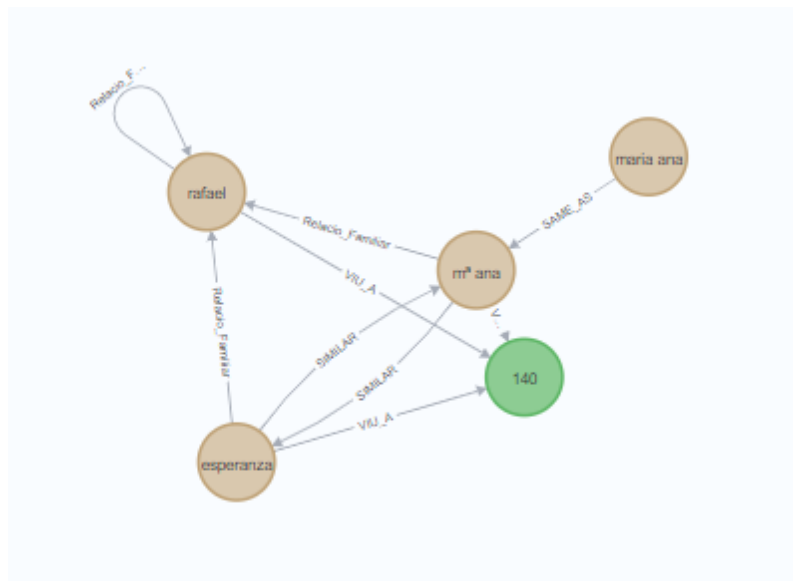 Relacio_F...
rafael
maria ana
SAME_AS
Relacio_Familiar
mª ana
VIU_A
V...
Relacio_Familiar
SIMILAR
140
SIMILAR
VIU_A
esperanza